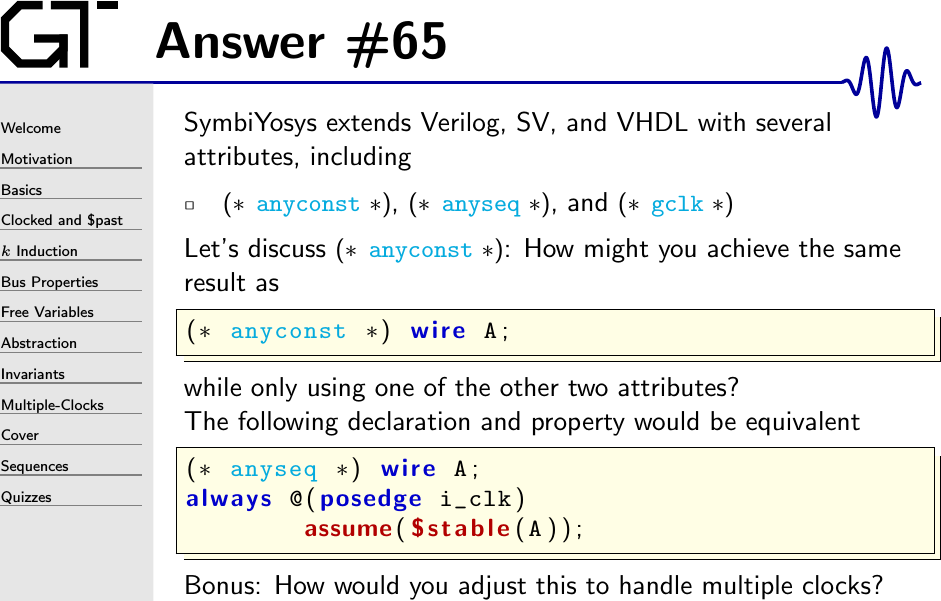 GT
Answer #65
Welcome
Motivation
Basics
Clocked and $past
k Induction
Bus Properties
Free Variables
Abstraction
Invariants
Multiple-Clocks
Cover
Sequences
Quizzes
SymbiYosys extends Verilog, SV, and VHDL with several
attributes, including
▫ (* anyconst *), (* anyseq *), and (* gclk *)
Let's discuss (* anyconst *): How might you achieve the same
result as
(* anyconst *) wire A;
while only using one of the other two attributes?
The following declaration and property would be equivalent
(* anyseq *) wire A;
always @(posedge i_clk)
assume($stable(A));
Bonus: How would you adjust this to handle multiple clocks?